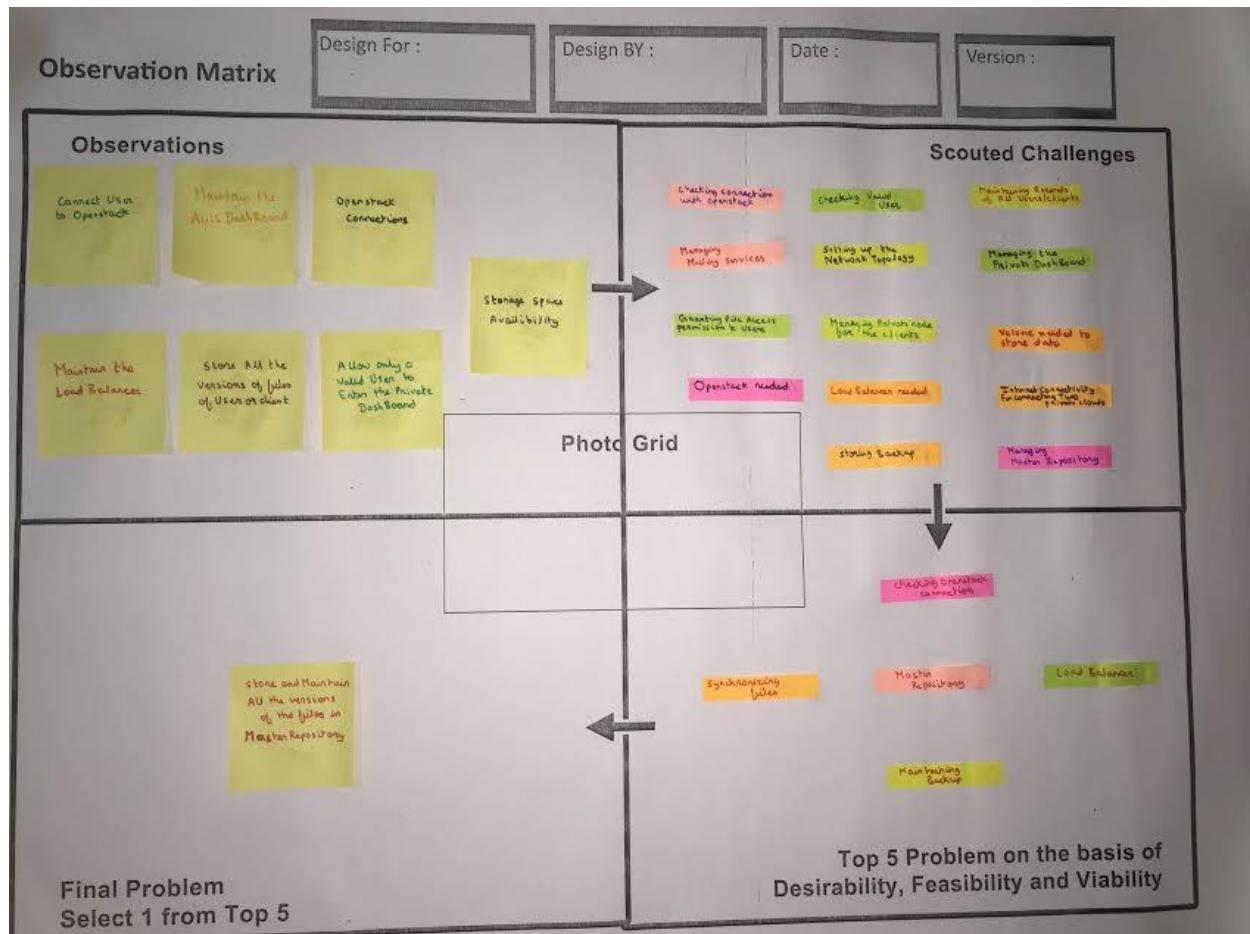 Observation Matrix
Design For :
Design BY :
Date :
Version :
Observations
Connect User
to Openstack
Maintain the
DashBoard
Openstack
Connections
Storage Space
Availibility
Maintain the
Load Balancer
Store All the
versions of files
of User or client
Allow only a
Valid User to
Enter the Private
DashBoard
Scouted Challenges
Checking connection
with openstack
Checking Valid
User
Maintaining Records
of All Users/clients
Managing
Mailing Services
Setting up the
Network Topology
Managing the
Private DashBoard
Granting File Access
permission to Users
Managing Private node
for the clients
Volume needed to
store data
Openstack needed
Load Balancer needed
Internet Connectivity
For connecting Two
private clouds
Storing Backup
Managing
Master Repository
Photo Grid
Checking Openstack
connection
Synchronizing
files
Master
Repository
Load Balancer
Maintaining
Backup
Top 5 Problem on the basis of
Desirability, Feasibility and Viability
Store and Maintain
All the versions
of the files in
Master Repository
Final Problem
Select 1 from Top 5